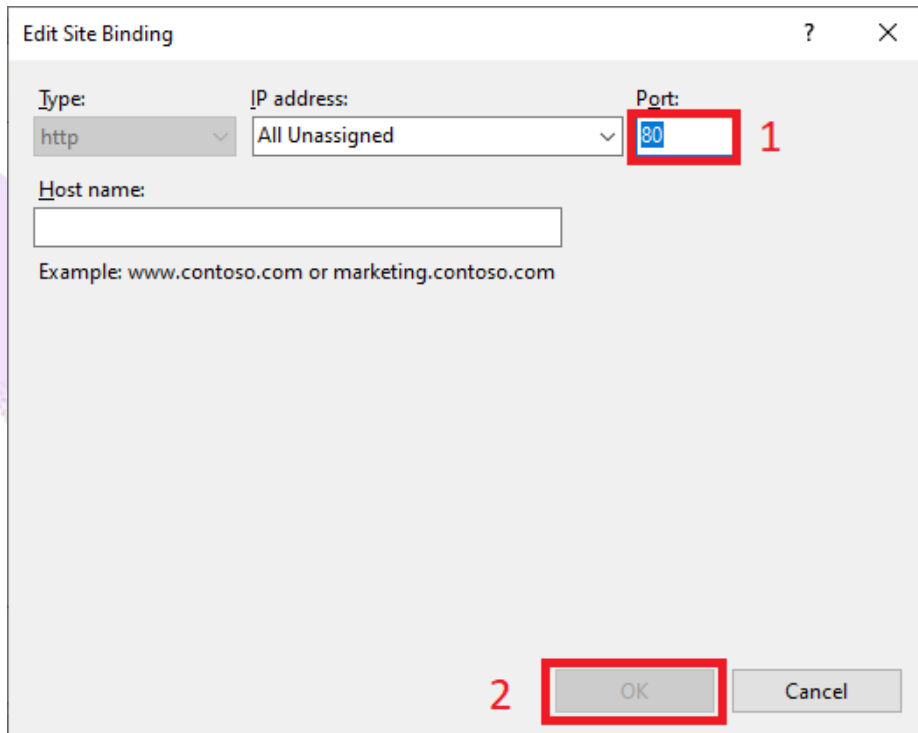 Edit Site Binding ? ×
Type: IP address: Port:
http All Unassigned 80 1
Host name:
Example: www.contoso.com or marketing.contoso.com
2 OK Cancel